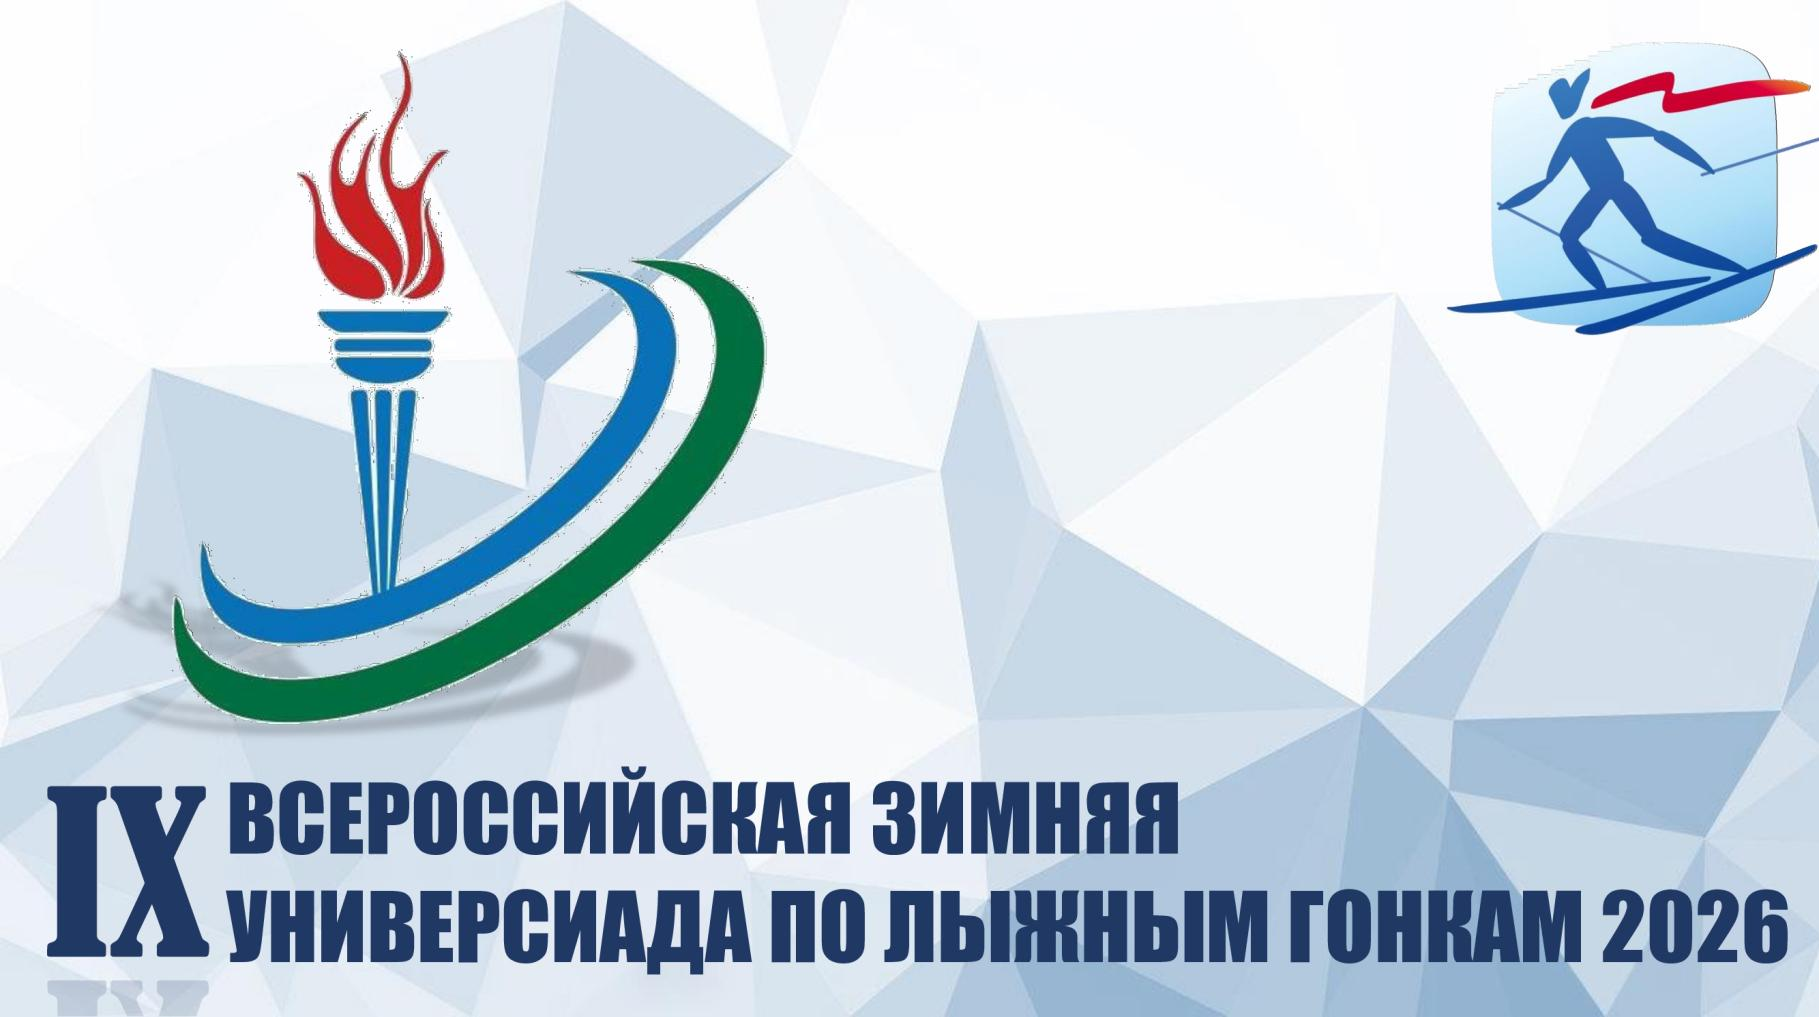 IX ВСЕРОССИЙСКАЯ ЗИМНЯЯ
УНИВЕРСИАДА ПО ЛЫЖНЫМ ГОНКАМ 2026